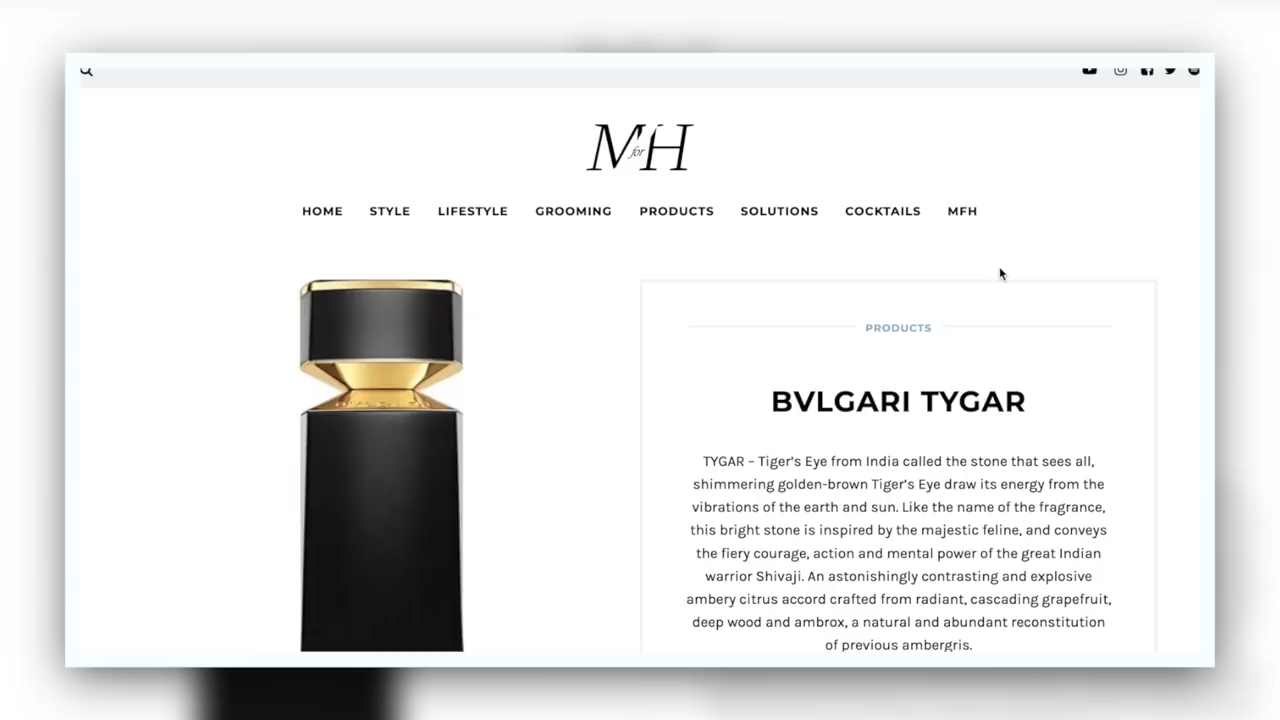 M for H
HOME STYLE LIFESTYLE GROOMING PRODUCTS SOLUTIONS COCKTAILS MFH
PRODUCTS
BVLGARI TYGAR
TYGAR – Tiger's Eye from India called the stone that sees all,
shimmering golden-brown Tiger's Eye draw its energy from the
vibrations of the earth and sun. Like the name of the fragrance,
this bright stone is inspired by the majestic feline, and conveys
the fiery courage, action and mental power of the great Indian
warrior Shivaji. An astonishingly contrasting and explosive
ambery citrus accord crafted from radiant, cascading grapefruit,
deep wood and ambrox, a natural and abundant reconstitution
of previous ambergris.